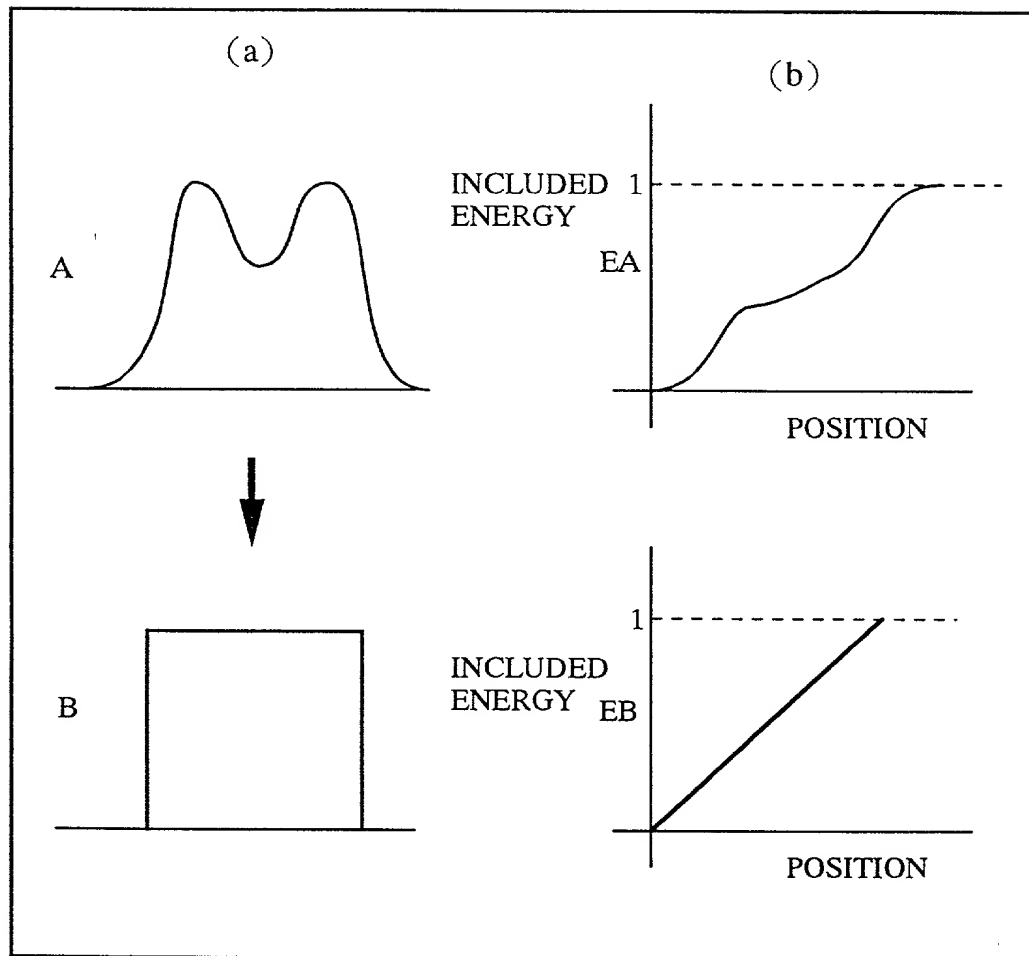 (a)
(b)
A
INCLUDED
ENERGY
1
EA
POSITION
B
INCLUDED
ENERGY
1
EB
POSITION